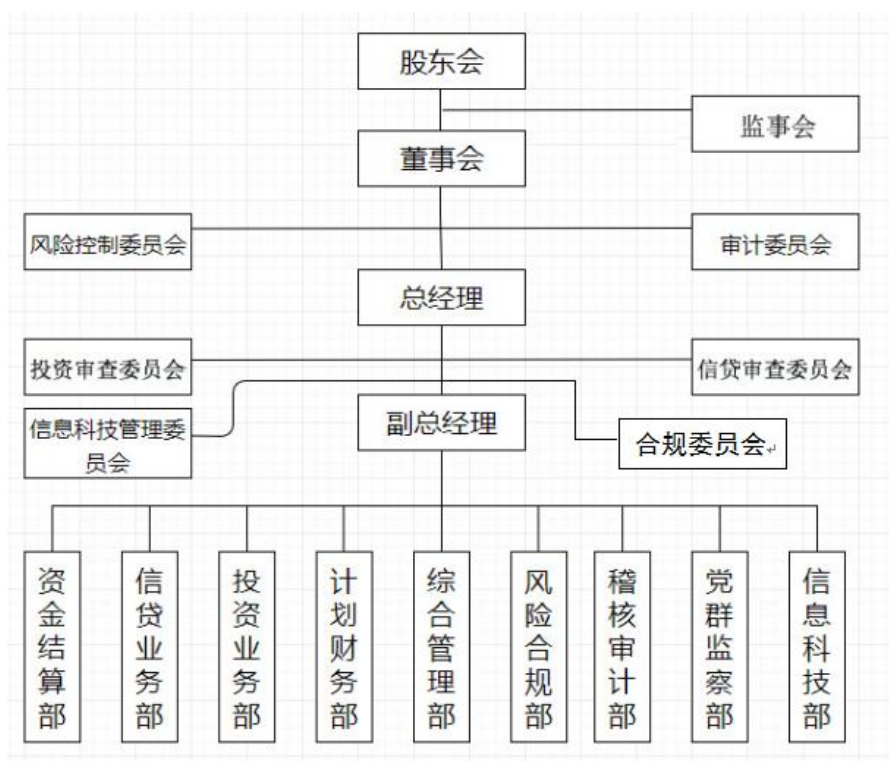 股东会
监事会
董事会
风险控制委员会
审计委员会
总经理
投资审查委员会
信贷审查委员会
信息科技管理委
员会
副总经理
合规委员会
资金结算部
信贷业务部
投资业务部
计划财务部
综合管理部
风险合规部
稽核审计部
党群监察部
信息科技部